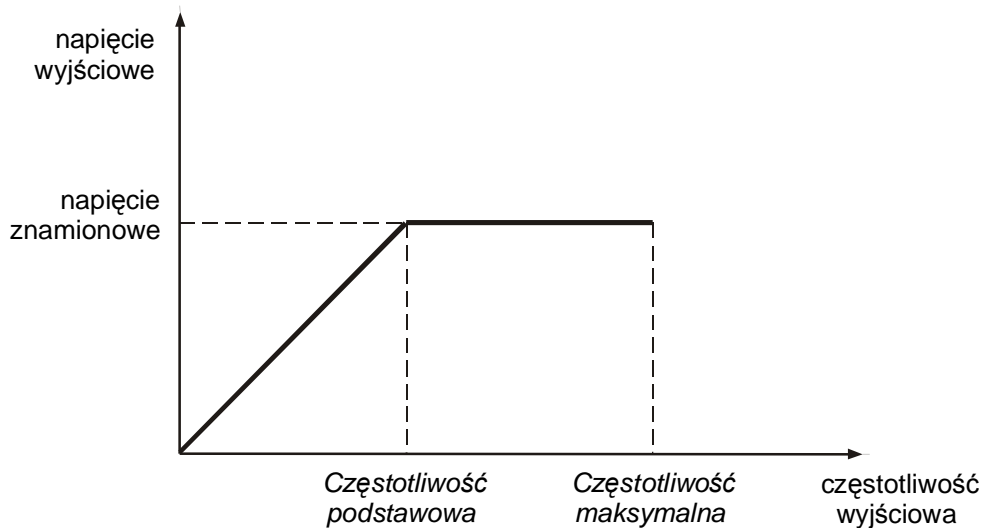 napięcie
wyjściowe
napięcie
znamionowe
Częstotliwość
podstawowa
Częstotliwość
maksymalna
częstotliwość
wyjściowa